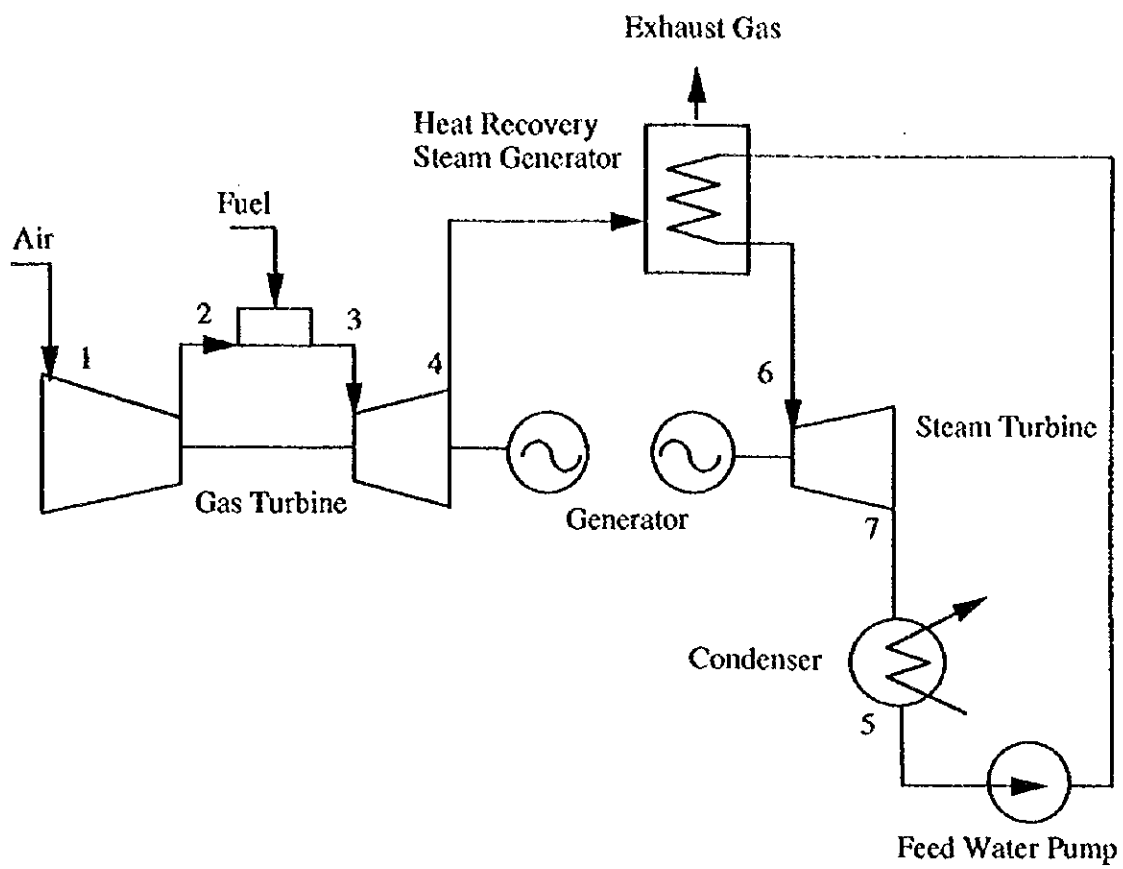 Exhaust Gas
Heat Recovery
Steam Generator
Fuel
Air
2
3
1
4
6
Steam Turbine
Gas Turbine
Generator
7
Condenser
5
Feed Water Pump